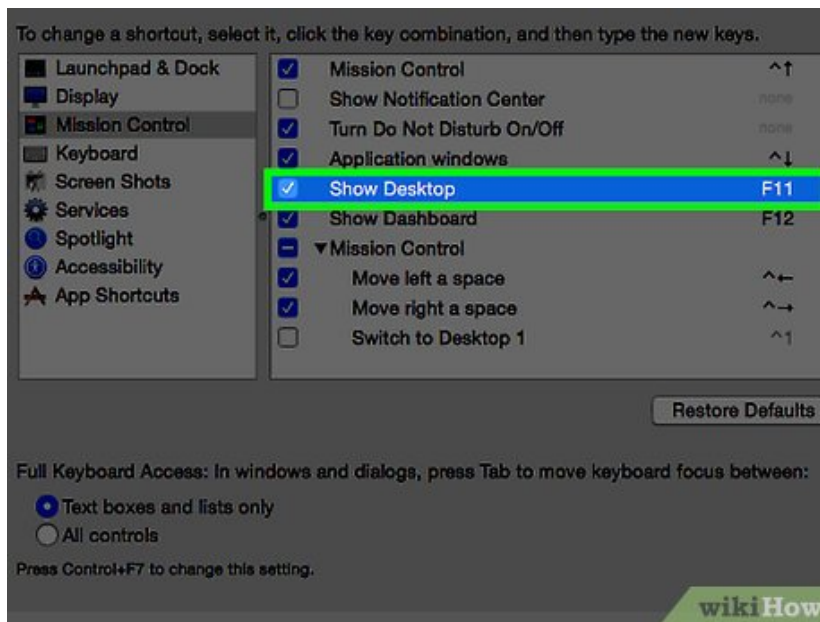 To change a shortcut, select it, click the key combination, and then type the new keys.
Launchpad & Dock
Display
Mission Control
Keyboard
Screen Shots
Services
Spotlight
Accessibility
App Shortcuts
Mission Control ^↑
Show Notification Center none
Turn Do Not Disturb On/Off none
Application windows ^↓
Show Desktop F11
Show Dashboard F12
▼Mission Control
Move left a space ^←
Move right a space ^→
Switch to Desktop 1 ^1
Restore Defaults
Full Keyboard Access: In windows and dialogs, press Tab to move keyboard focus between:
Text boxes and lists only
All controls
Press Control+F7 to change this setting.
wikiHow